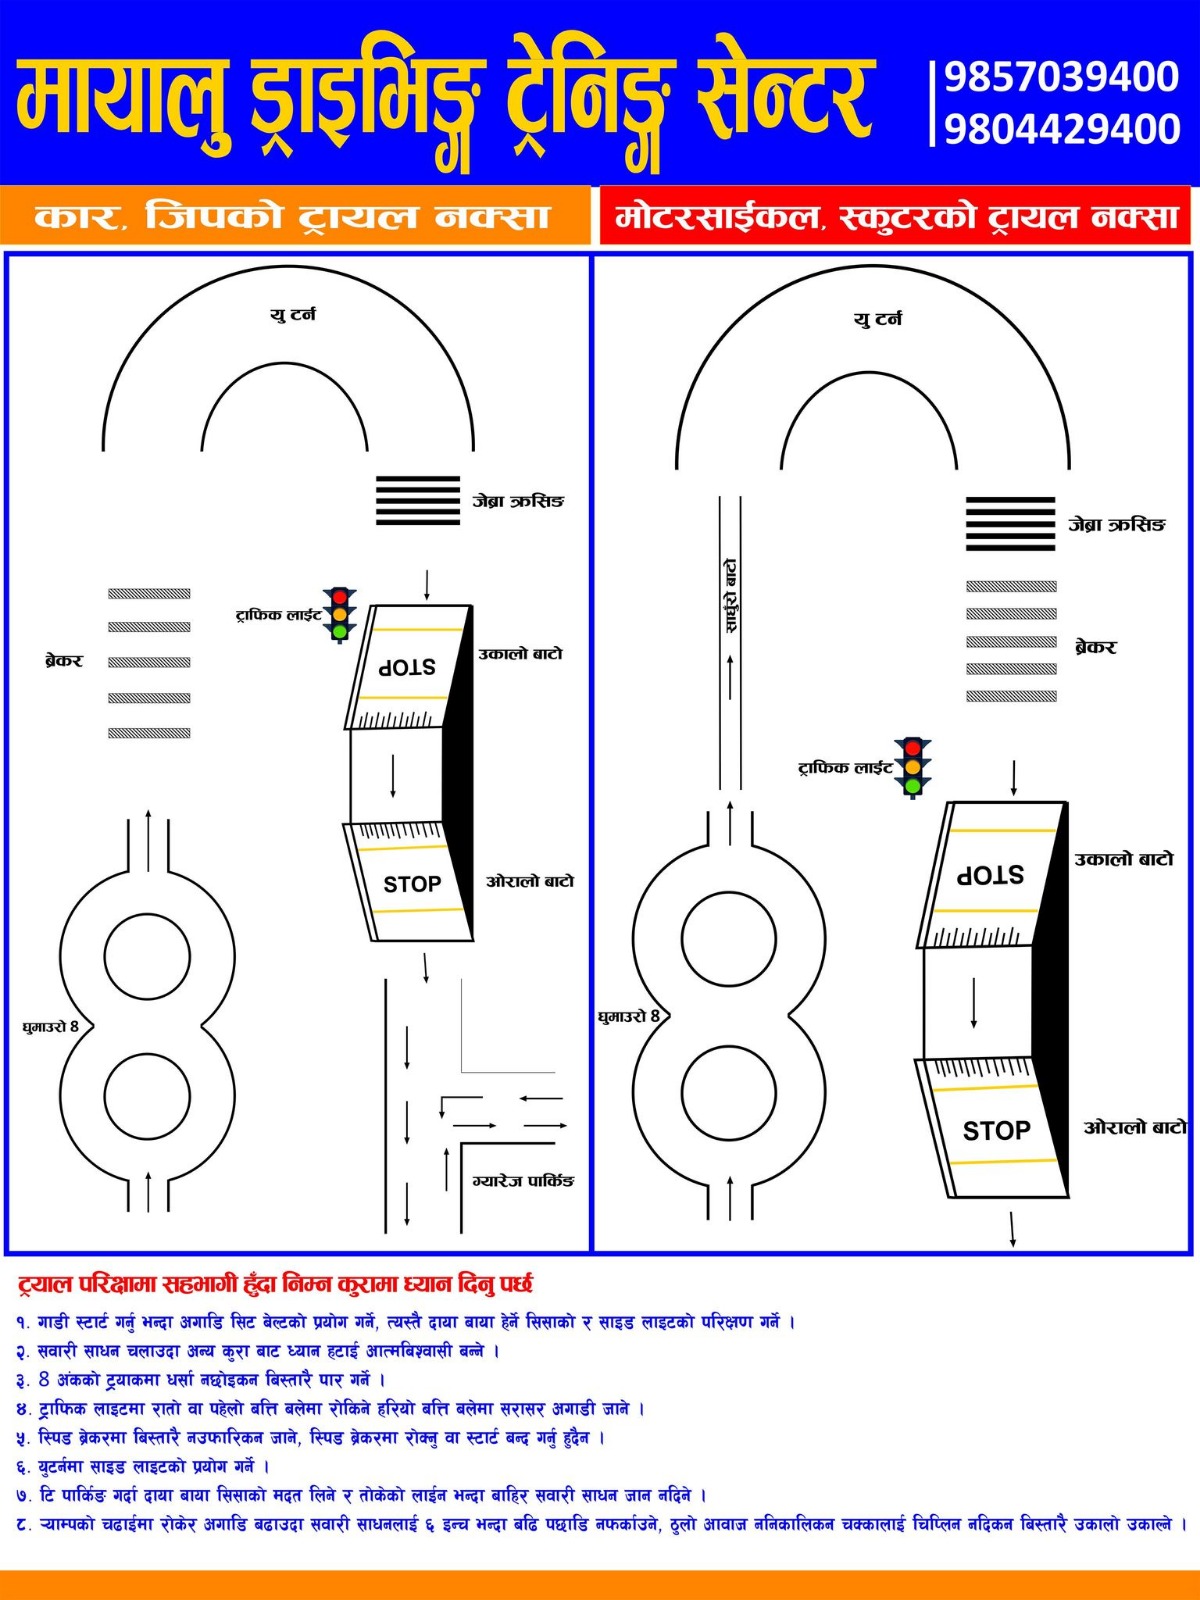 मायालु ड्राइभिङ्ग ट्रेनिङ्ग सेन्टर
9857039400
9804429400
कार, जिपको ट्रायल नक्सा
मोटरसाईकल, स्कुटरको ट्रायल नक्सा
यु टर्न
जेब्रा क्रसिङ
ट्राफिक लाईट
ब्रेकर
STOP
उकालो बाटो
STOP
ओरालो बाटो
घुमाउरो 8
ग्यारेज पार्किङ
यु टर्न
जेब्रा क्रसिङ
साघुँरो बाटो
ब्रेकर
ट्राफिक लाईट
STOP
उकालो बाटो
घुमाउरो 8
STOP
ओरालो बाटो
ट्रयाल परिक्षामा सहभागी हुँदा निम्न कुरामा ध्यान दिनु पर्छ
१. गाडी स्टार्ट गर्नु भन्दा अगाडि सिट बेल्टको प्रयोग गर्ने, त्यस्तै दाया बाया हेर्ने सिसाको र साइड लाइटको परिक्षण गर्ने ।
२. सवारी साधन चलाउदा अन्य कुरा बाट ध्यान हटाई आत्मबिश्वासी बन्ने ।
३. 8 अंकको ट्रयाकमा धर्सा नछोइकन बिस्तारै पार गर्ने ।
४. ट्राफिक लाइटमा रातो वा पहेलो बत्ति बलेमा रोकिने हरियो बत्ति बलेमा सरासर अगाडी जाने ।
५. स्पिड ब्रेकरमा बिस्तारै नउफारिकन जाने, स्पिड ब्रेकरमा रोक्नु वा स्टार्ट बन्द गर्नु हुदैन ।
६. युटर्नमा साइड लाइटको प्रयोग गर्ने ।
७. टि पार्किङ गर्दा दाया बाया सिसाको मदत लिने र तोकेको लाईन भन्दा बाहिर सवारी साधन जान नदिने ।
८. ऱ्याम्पको चढाईमा रोकेर अगाडि बढाउदा सवारी साधनलाई ६ इन्च भन्दा बढि पछाडि नफर्काउने, ठुलो आवाज ननिकालिकन चक्कालाई चिप्लिन नदिकन बिस्तारै उकालो उकाल्ने ।